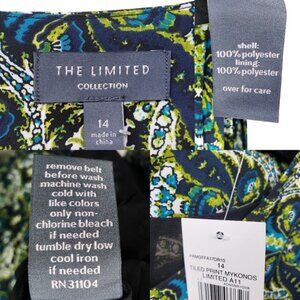 THE LIMITED
COLLECTION
14
made in
china
shell:
100% polyester
lining:
100% polyester
over for care
remove belt
before wash
machine wash
cold with
like colors
only non-
chlorine bleach
if needed
tumble dry low
cool iron
if needed
RN 31104
14
TILED PRINT MYKONOS
LIMITED A11